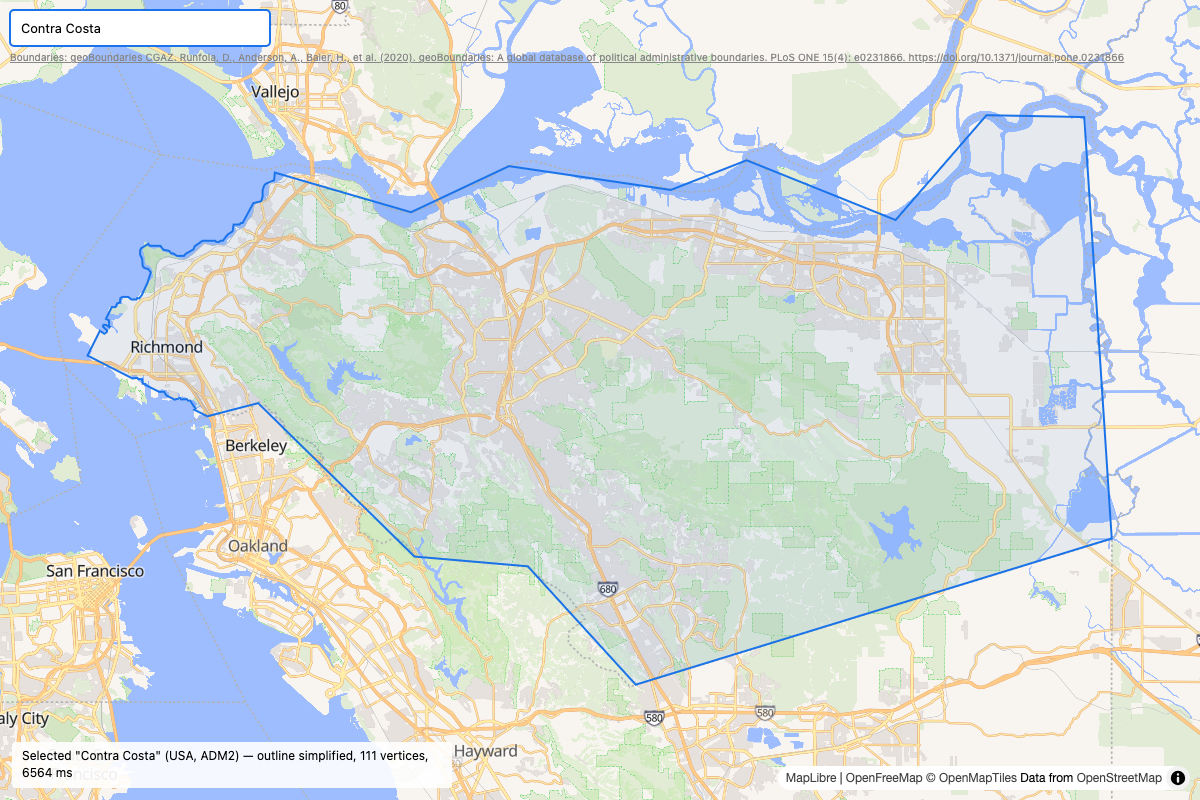 80
Contra Costa
Boundaries: geoBoundaries CGAZ. Runfola, D., Anderson, A., Baier, H., et al. (2020). geoBoundaries: A global database of political administrative boundaries. PLoS ONE 15(4): e0231866. https://doi.org/10.1371/journal.pone.0231866
Vallejo
Richmond
Berkeley
Oakland
San Francisco
680
aly City
580
580
Hayward
Selected "Contra Costa" (USA, ADM2) — outline simplified, 111 vertices,
6564 ms
MapLibre | OpenFreeMap © OpenMapTiles Data from OpenStreetMap